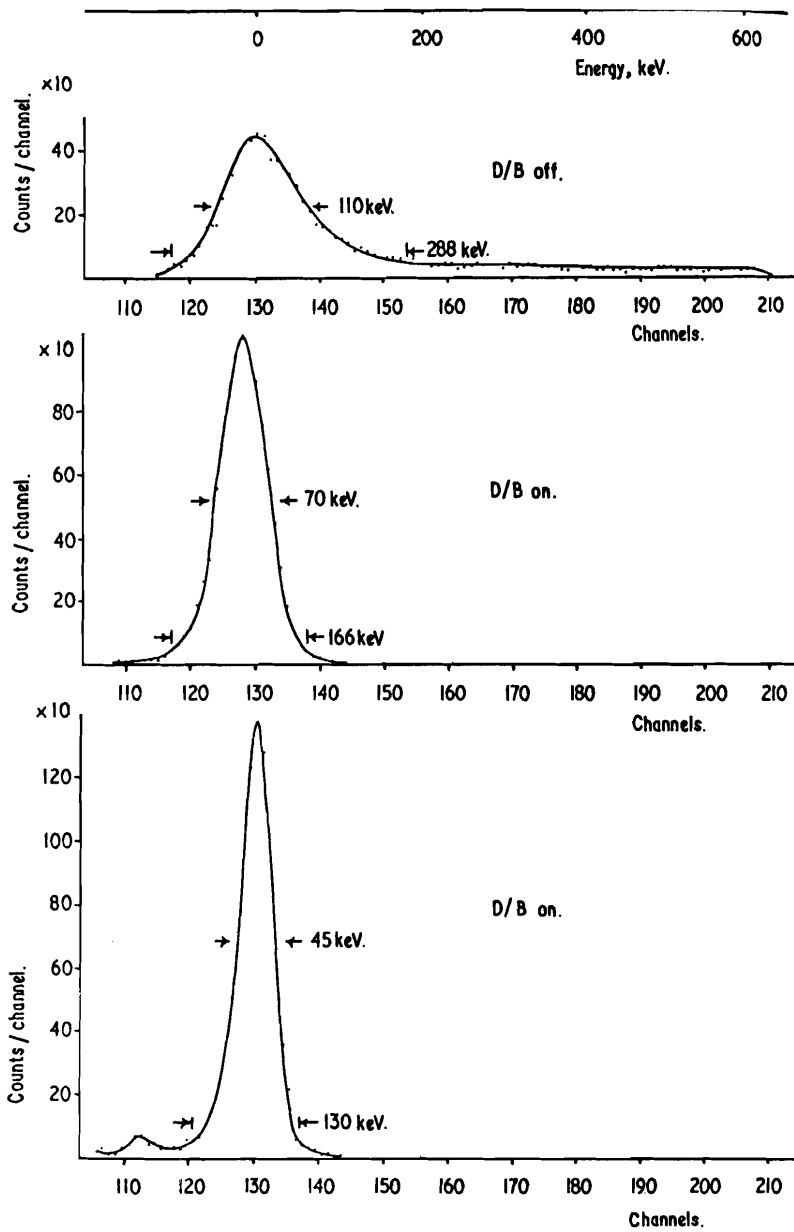 0 200 400 600
Energy, keV.
×10
Counts / channel.
40
20
D/B off.
110 keV.
288 keV.
110 120 130 140 150 160 170 180 190 200 210
Channels.
×10
Counts / channel.
80
60
40
20
D/B on.
70 keV.
166 keV
110 120 130 140 150 160 170 180 190 200 210
Channels.
×10
Counts / channel.
120
100
80
60
40
20
D/B on.
45 keV.
130 keV.
110 120 130 140 150 160 170 180 190 200 210
Channels.